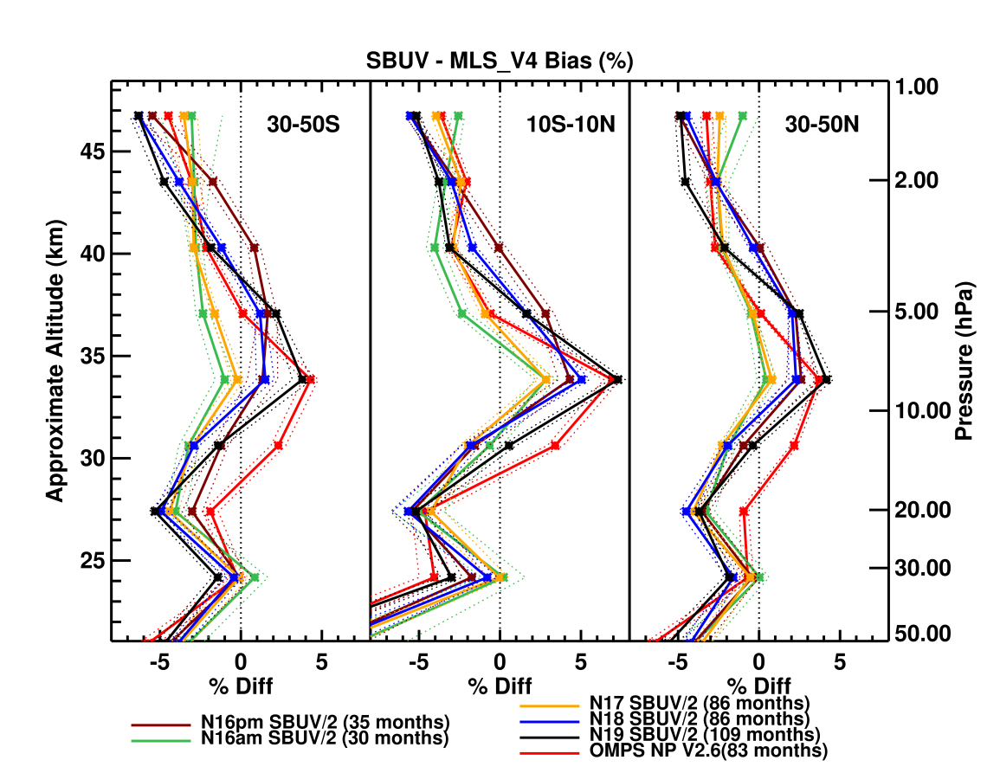 SBUV - MLS_V4 Bias (%)
30-50S
10S-10N
30-50N
Approximate Altitude (km)
45
40
35
30
25
1.00
2.00
5.00
10.00
20.00
30.00
50.00
Pressure (hPa)
-5 0 5
-5 0 5
-5 0 5
% Diff
% Diff
% Diff
N16pm SBUV/2 (35 months)
N16am SBUV/2 (30 months)
N17 SBUV/2 (86 months)
N18 SBUV/2 (86 months)
N19 SBUV/2 (109 months)
OMPS NP V2.6(83 months)